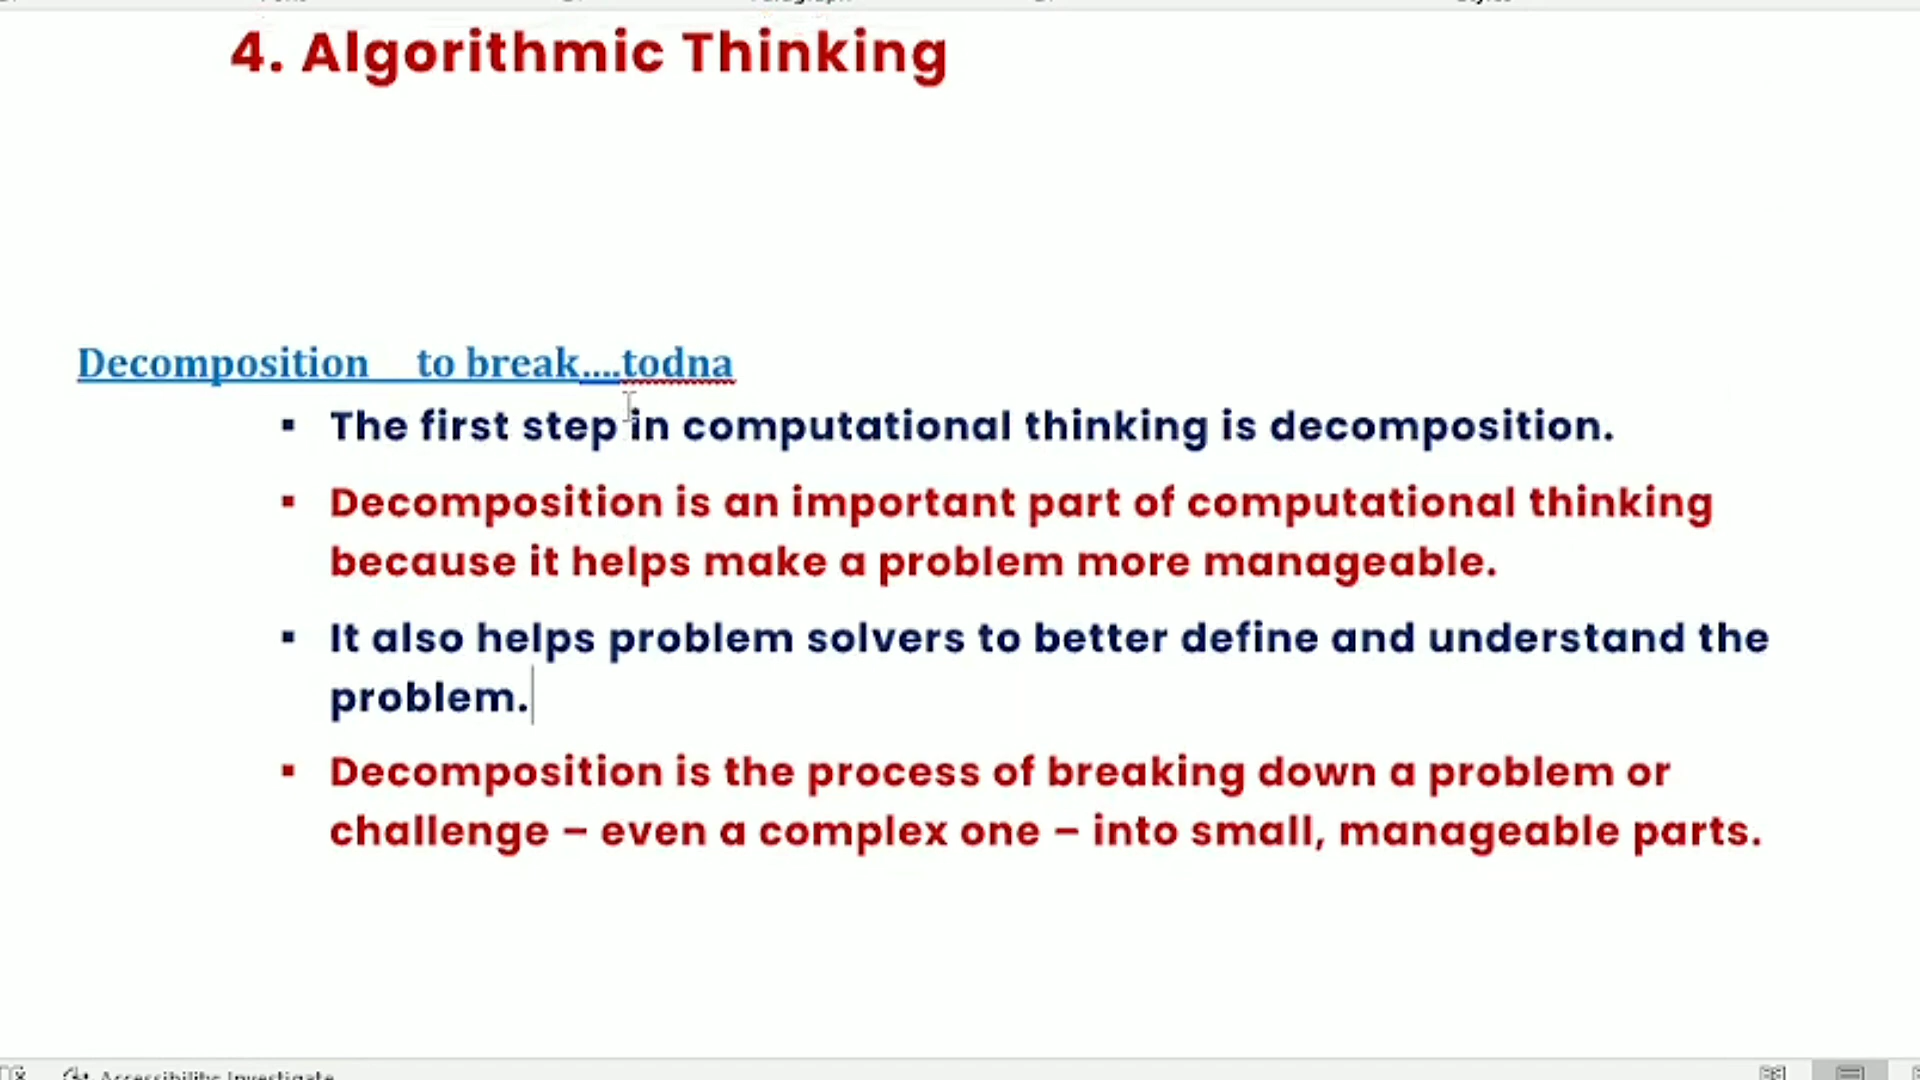 4. Algorithmic Thinking
Decomposition to break....todna
▪ The first step in computational thinking is decomposition.
▪ Decomposition is an important part of computational thinking
because it helps make a problem more manageable.
▪ It also helps problem solvers to better define and understand the
problem.
▪ Decomposition is the process of breaking down a problem or
challenge – even a complex one – into small, manageable parts.
Accessibility: Investigate